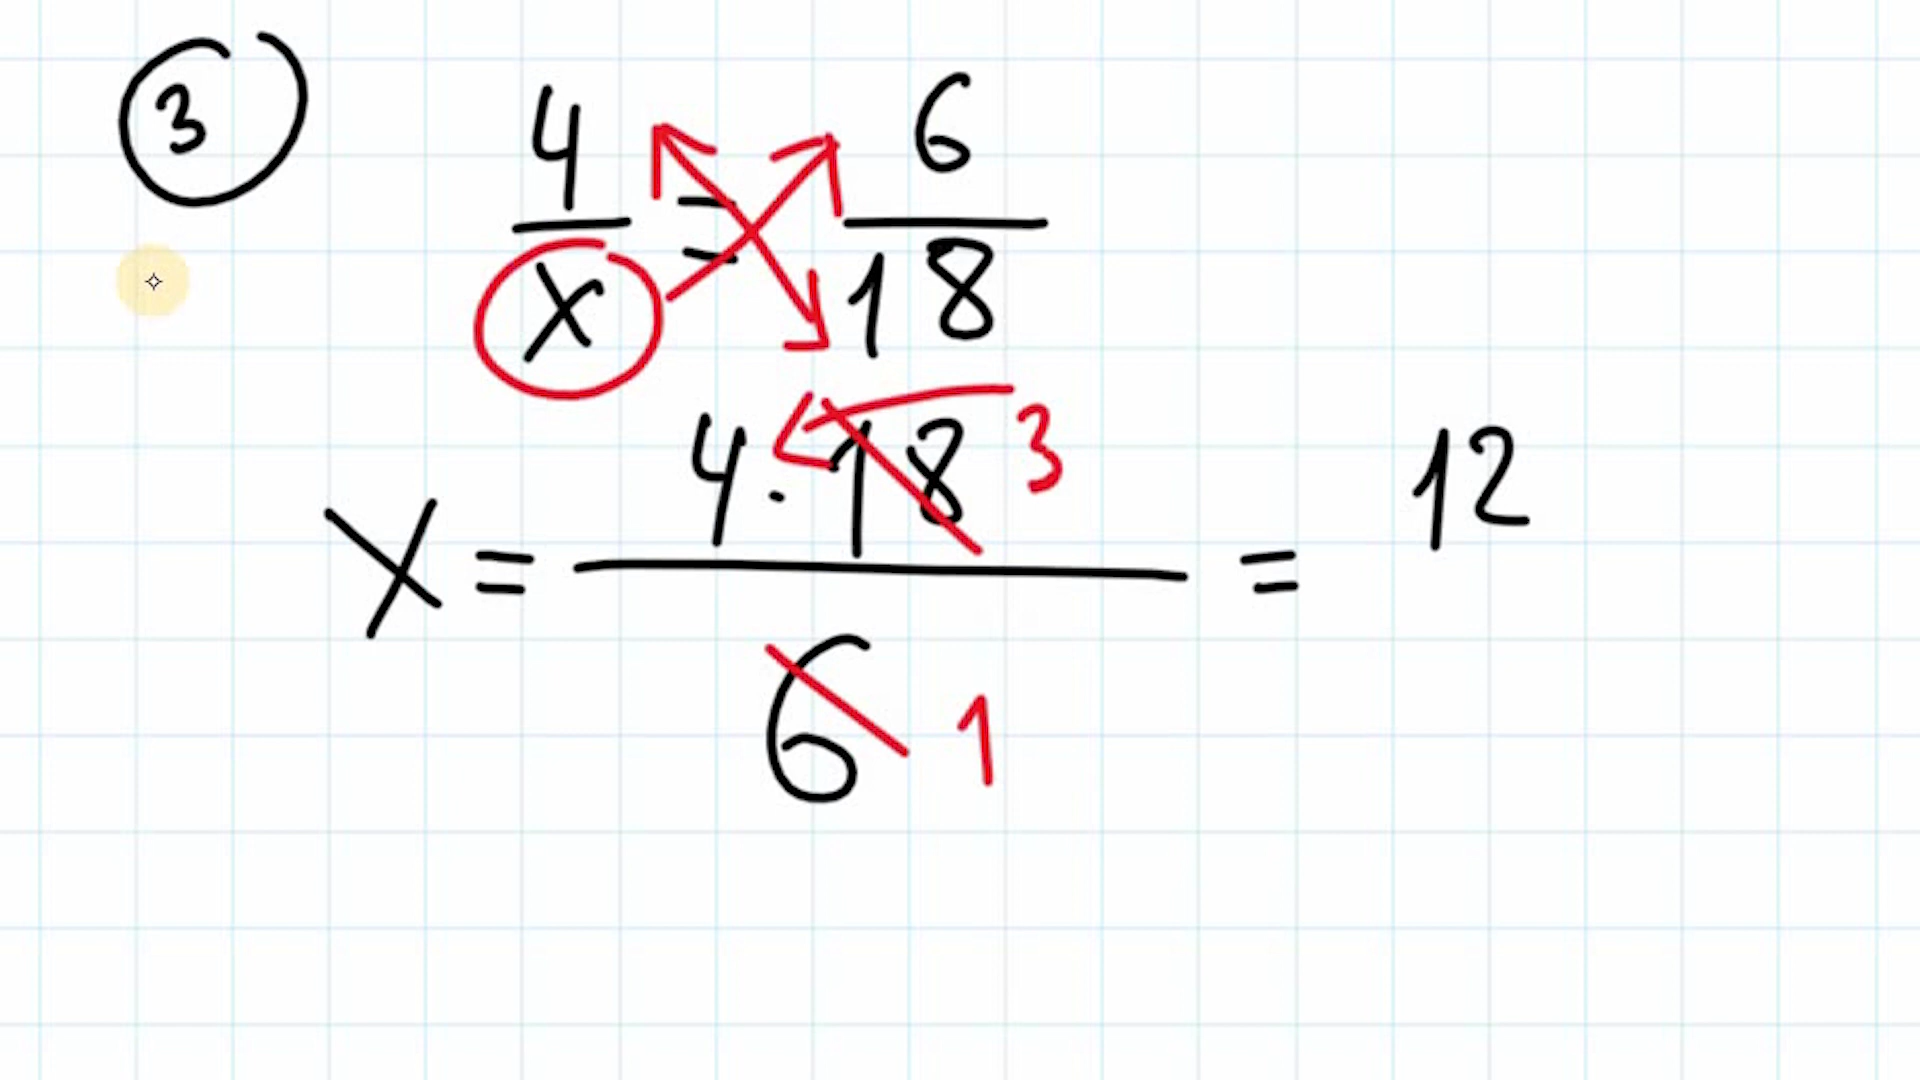 3
4 = 6
x 18
4 · 18 3
X = = 12
6 1